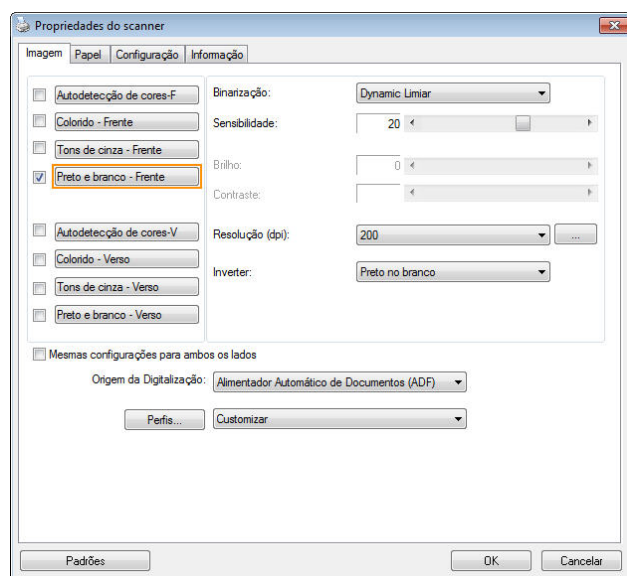 Propriedades do scanner
Imagem Papel Configuração Informação
Autodetecção de cores-F
Colorido - Frente
Tons de cinza - Frente
Preto e branco - Frente
Autodetecção de cores-V
Colorido - Verso
Tons de cinza - Verso
Preto e branco - Verso
Binarização: Dynamic Limiar
Sensibilidade: 20
Brilho: 0
Contraste:
Resolução (dpi): 200 ...
Inverter: Preto no branco
Mesmas configurações para ambos os lados
Origem da Digitalização: Alimentador Automático de Documentos (ADF)
Perfis... Customizar
Padrões OK Cancelar